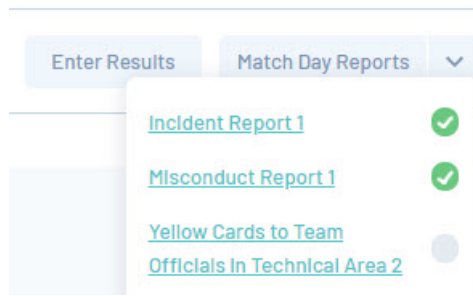 Enter Results
Match Day Reports
Incident Report 1
Misconduct Report 1
Yellow Cards to Team
Officials in Technical Area 2